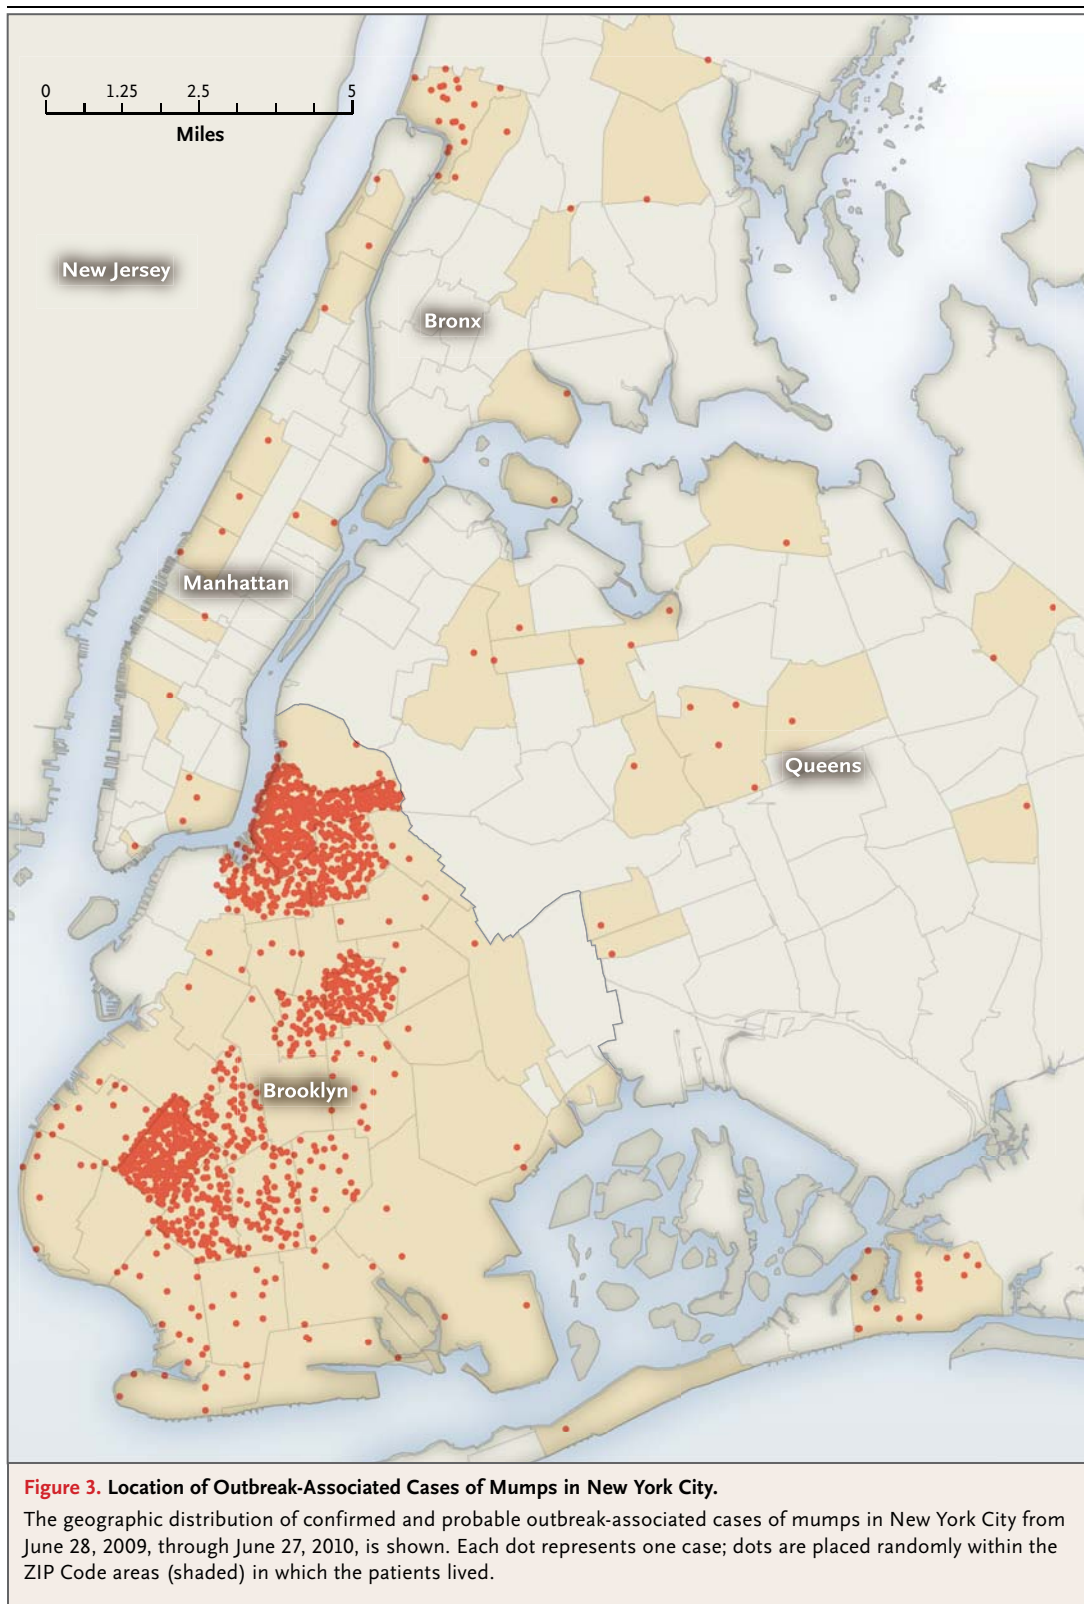 0 1.25 2.5 5
Miles
New Jersey
Bronx
Manhattan
Queens
Brooklyn
Figure 3. Location of Outbreak-Associated Cases of Mumps in New York City.
The geographic distribution of confirmed and probable outbreak-associated cases of mumps in New York City from
June 28, 2009, through June 27, 2010, is shown. Each dot represents one case; dots are placed randomly within the
ZIP Code areas (shaded) in which the patients lived.